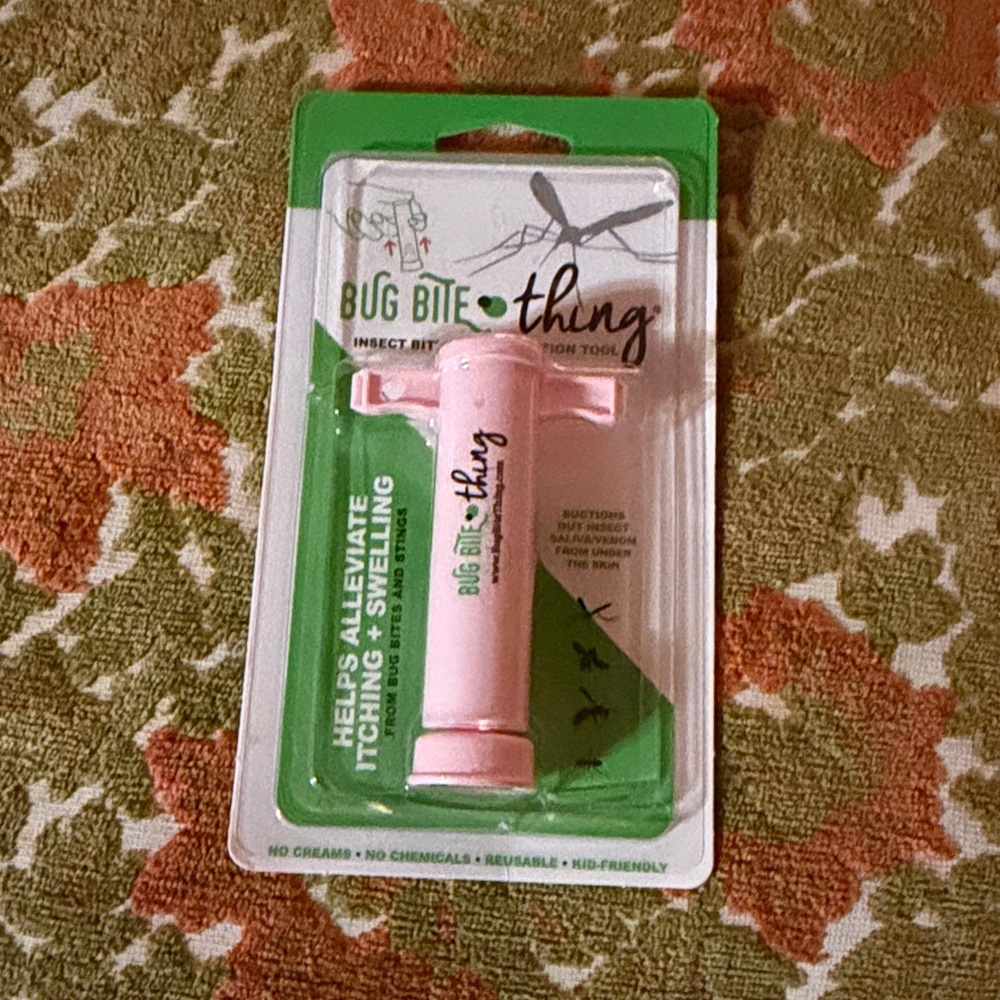 BUG BITE thing®
INSECT BIT TION TOOL
BUG BITE thing
www.BugBiteThing.com
HELPS ALLEVIATE
ITCHING + SWELLING
FROM BUG BITES AND STINGS
SUCTIONS
OUT INSECT
SALIVA/VENOM
FROM UNDER
THE SKIN
NO CREAMS • NO CHEMICALS • REUSABLE • KID-FRIENDLY